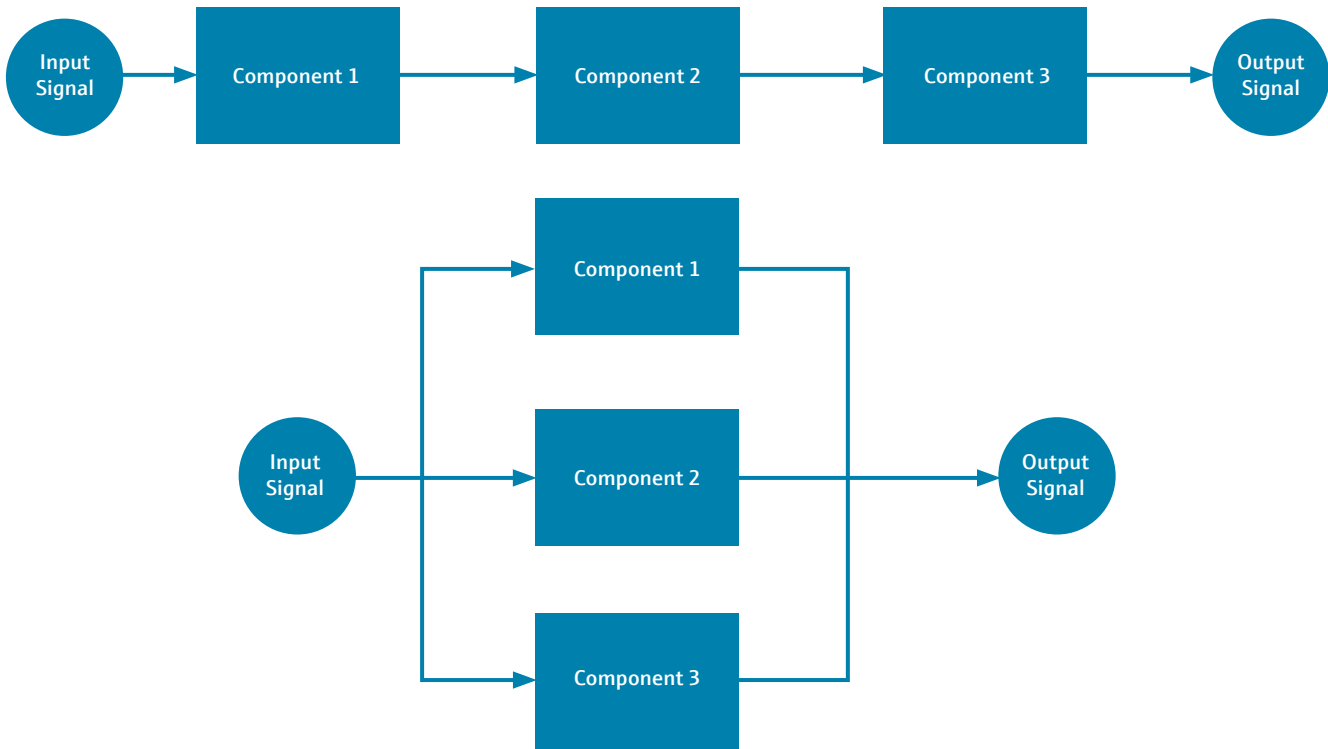 Input
Signal
Component 1
Component 2
Component 3
Output
Signal
Component 1
Input
Signal
Component 2
Output
Signal
Component 3